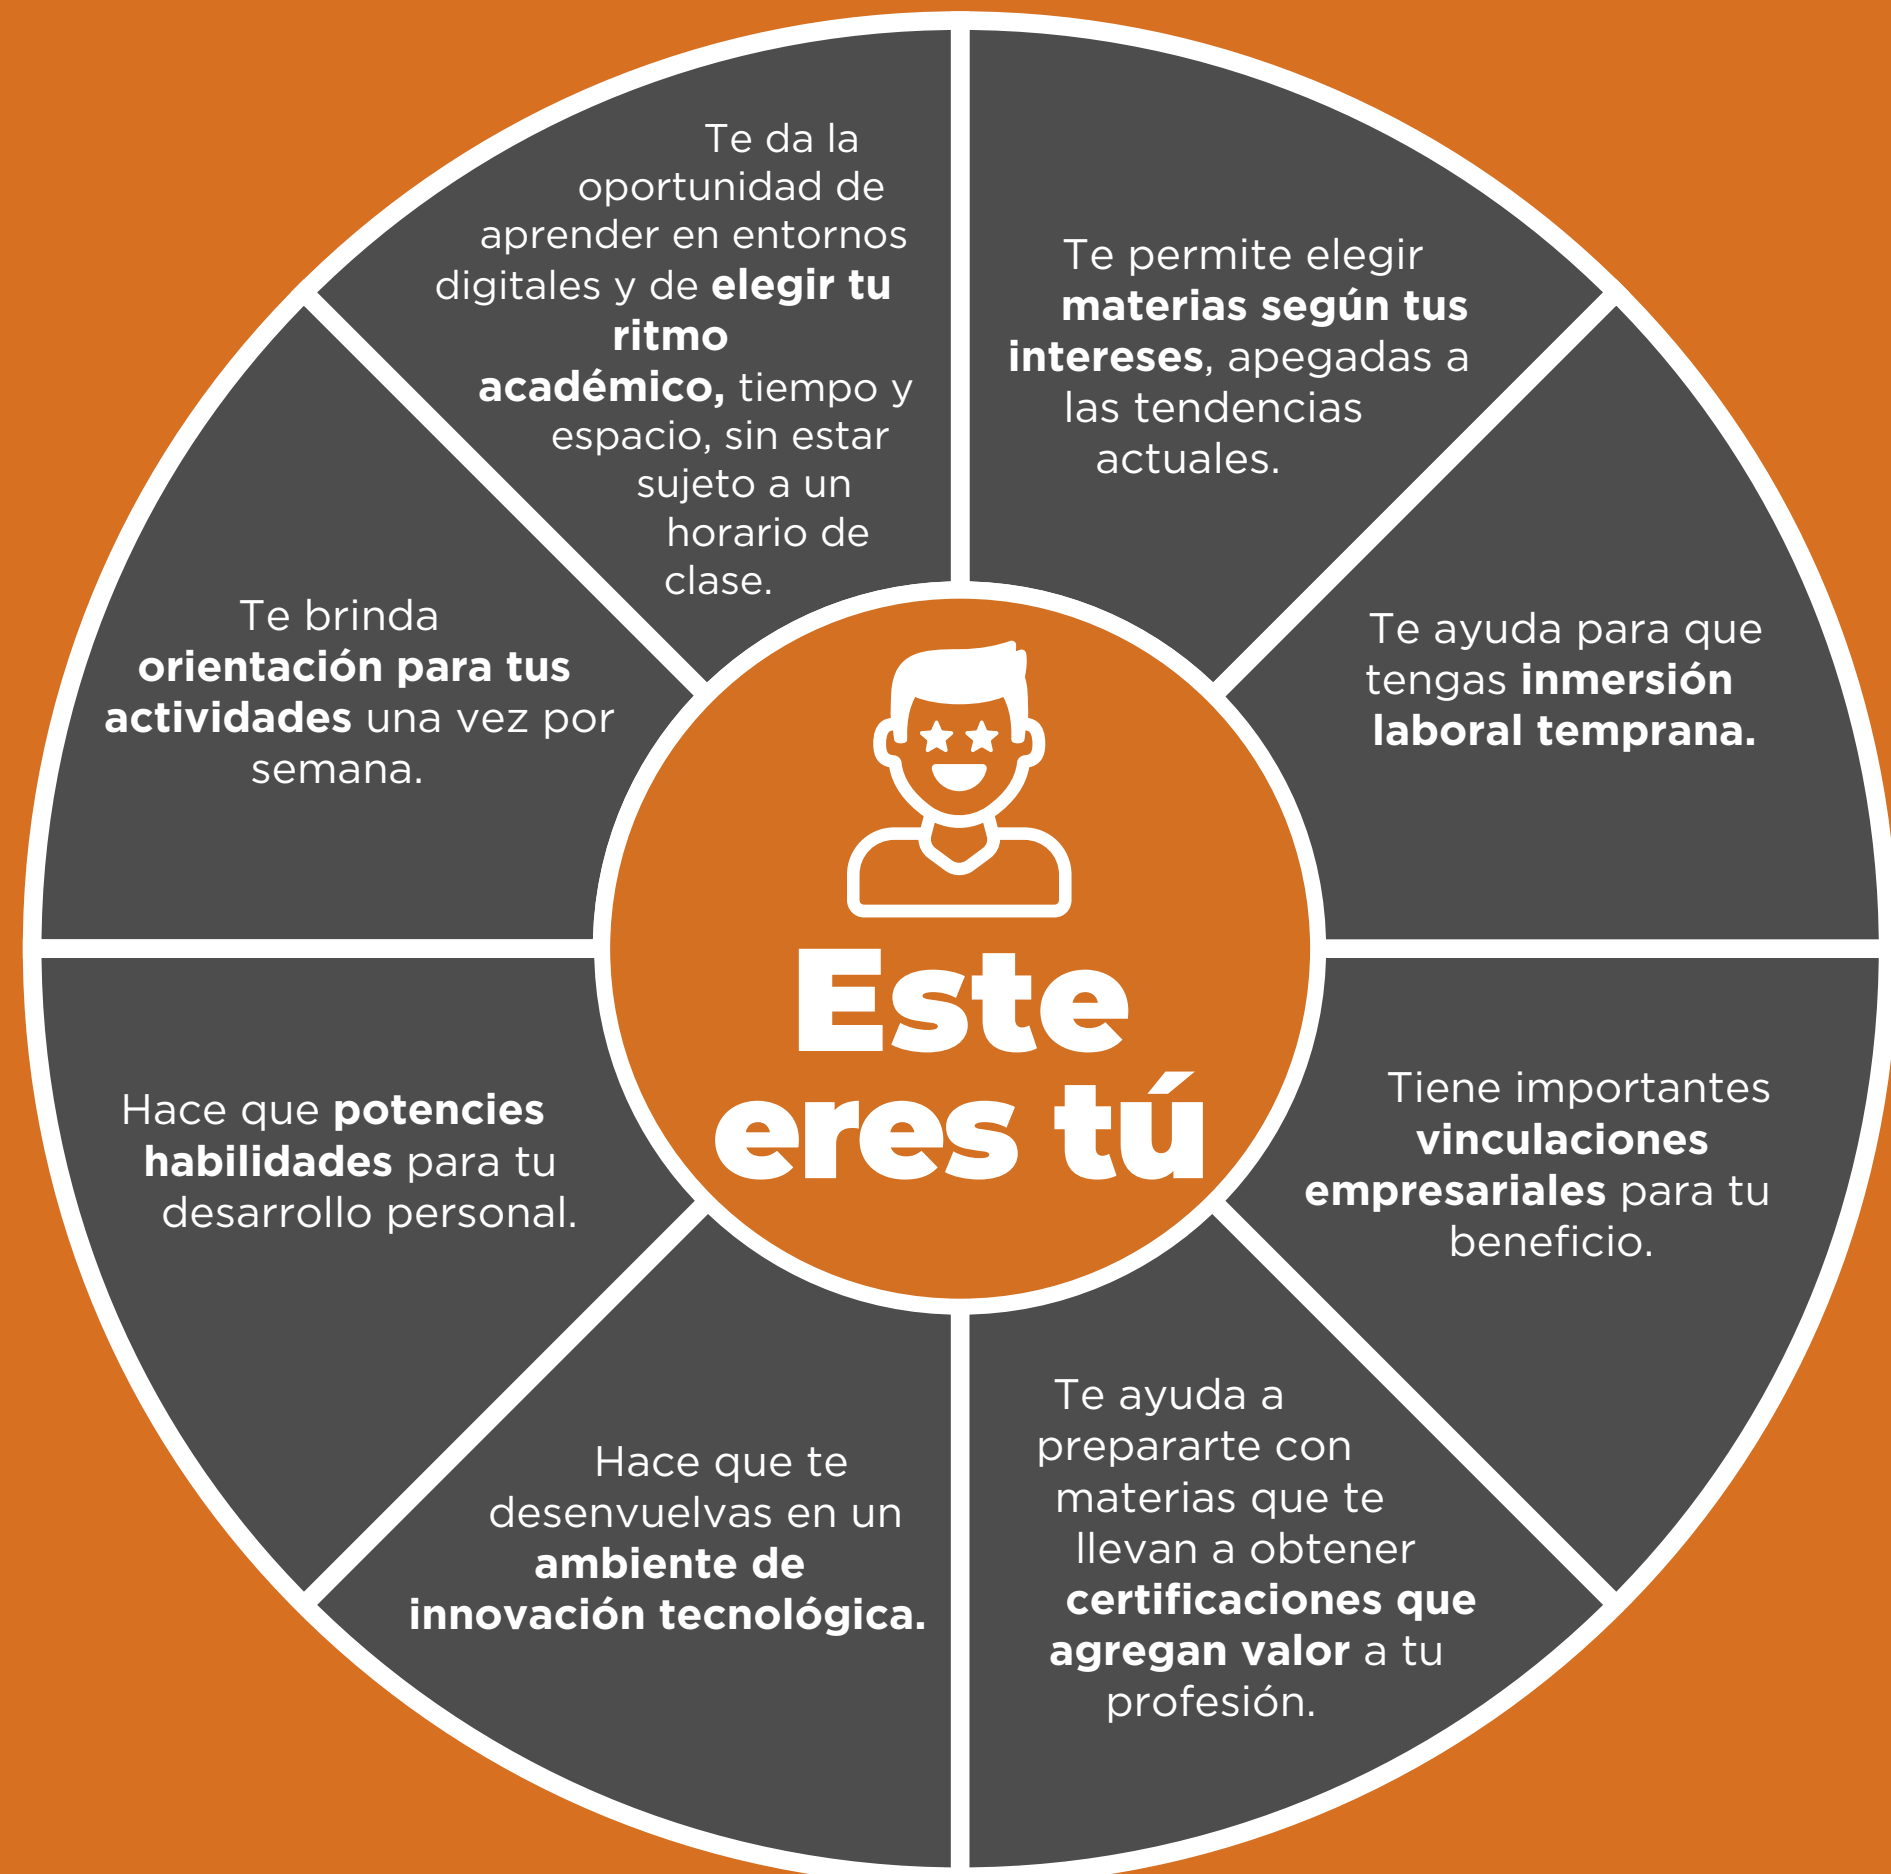 Te da la
oportunidad de
aprender en entornos
digitales y de elegir tu
ritmo
académico, tiempo y
espacio, sin estar
sujeto a un
horario de
clase.
Te permite elegir
materias según tus
intereses, apegadas a
las tendencias
actuales.
Te ayuda para que
tengas inmersión
laboral temprana.
Tiene importantes
vinculaciones
empresariales para tu
beneficio.
Te ayuda a
prepararte con
materias que te
llevan a obtener
certificaciones que
agregan valor a tu
profesión.
Hace que te
desenvuelvas en un
ambiente de
innovación tecnológica.
Hace que potencies
habilidades para tu
desarrollo personal.
Te brinda
orientación para tus
actividades una vez por
semana.
Este
eres tú